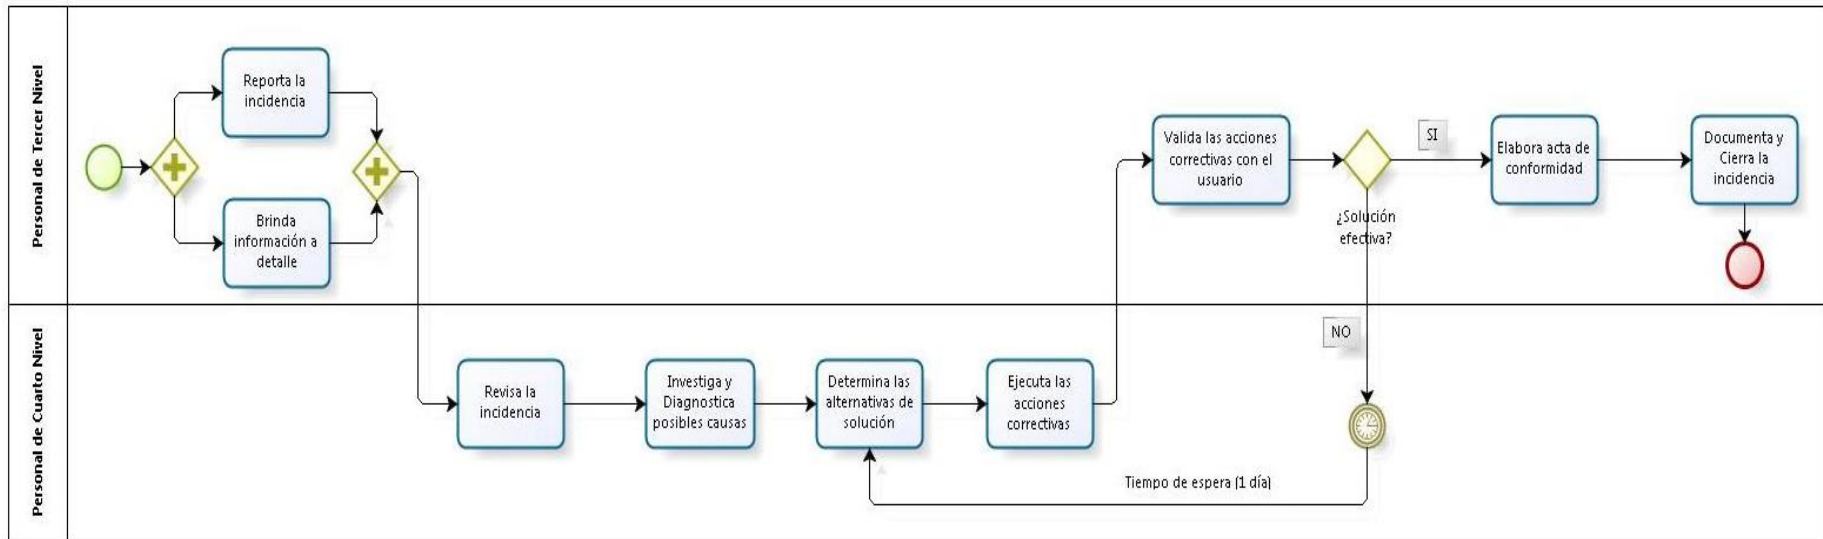 Personal de Tercer Nivel
Reporta la
incidencia
Brinda
información a
detalle
Valida las acciones
correctivas con el
usuario
¿Solución
efectiva?
SI
Elabora acta de
conformidad
Documenta y
Cierra la
incidencia
Personal de Cuarto Nivel
Revisa la
incidencia
Investiga y
Diagnostica
posibles causas
Determina las
alternativas de
solución
Ejecuta las
acciones
correctivas
NO
Tiempo de espera (1 día)